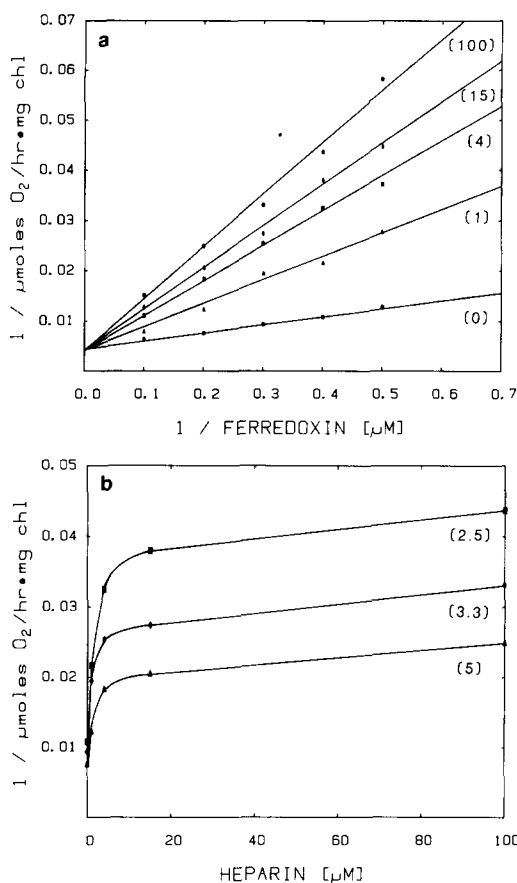 a
0.07
0.06
0.05
0.04
0.03
0.02
0.01
1 / μmoles O₂/hr•mg chl
(100)
(15)
(4)
(1)
(0)
0.0 0.1 0.2 0.3 0.4 0.5 0.6 0.7
1 / FERREDOXIN [μM]
b
0.05
0.04
0.03
0.02
0.01
1 / μmoles O₂/hr•mg chl
(2.5)
(3.3)
(5)
0 20 40 60 80 100
HEPARIN [μM]